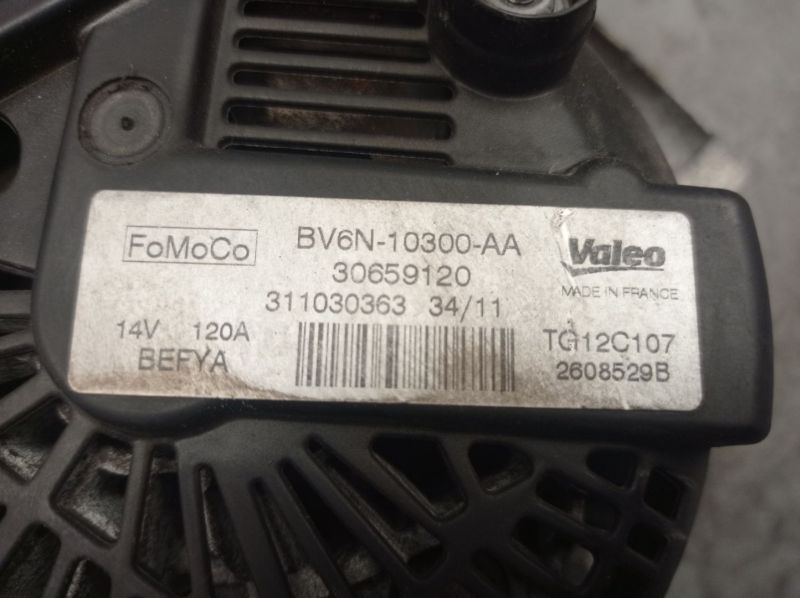 FoMoCo
BV6N-10300-AA
30659120
311030363 34/11
14V 120A
BEFYA
Valeo
MADE IN FRANCE
TG12C107
2608529B